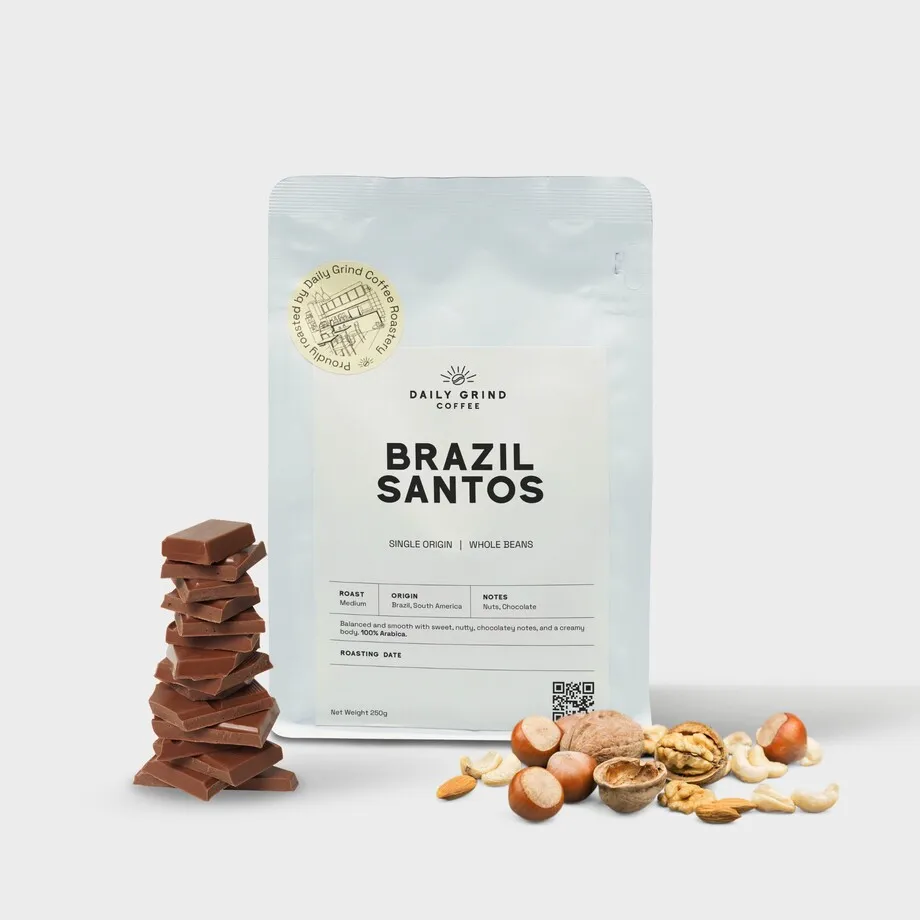 Proudly roasted by Daily Grind Coffee Roastery
DAILY GRIND
COFFEE
BRAZIL
SANTOS
SINGLE ORIGIN | WHOLE BEANS
ROAST
Medium
ORIGIN
Brazil, South America
NOTES
Nuts, Chocolate
Balanced and smooth with sweet, nutty, chocolatey notes, and a creamy
body. 100% Arabica.
ROASTING DATE
Net Weight 250g